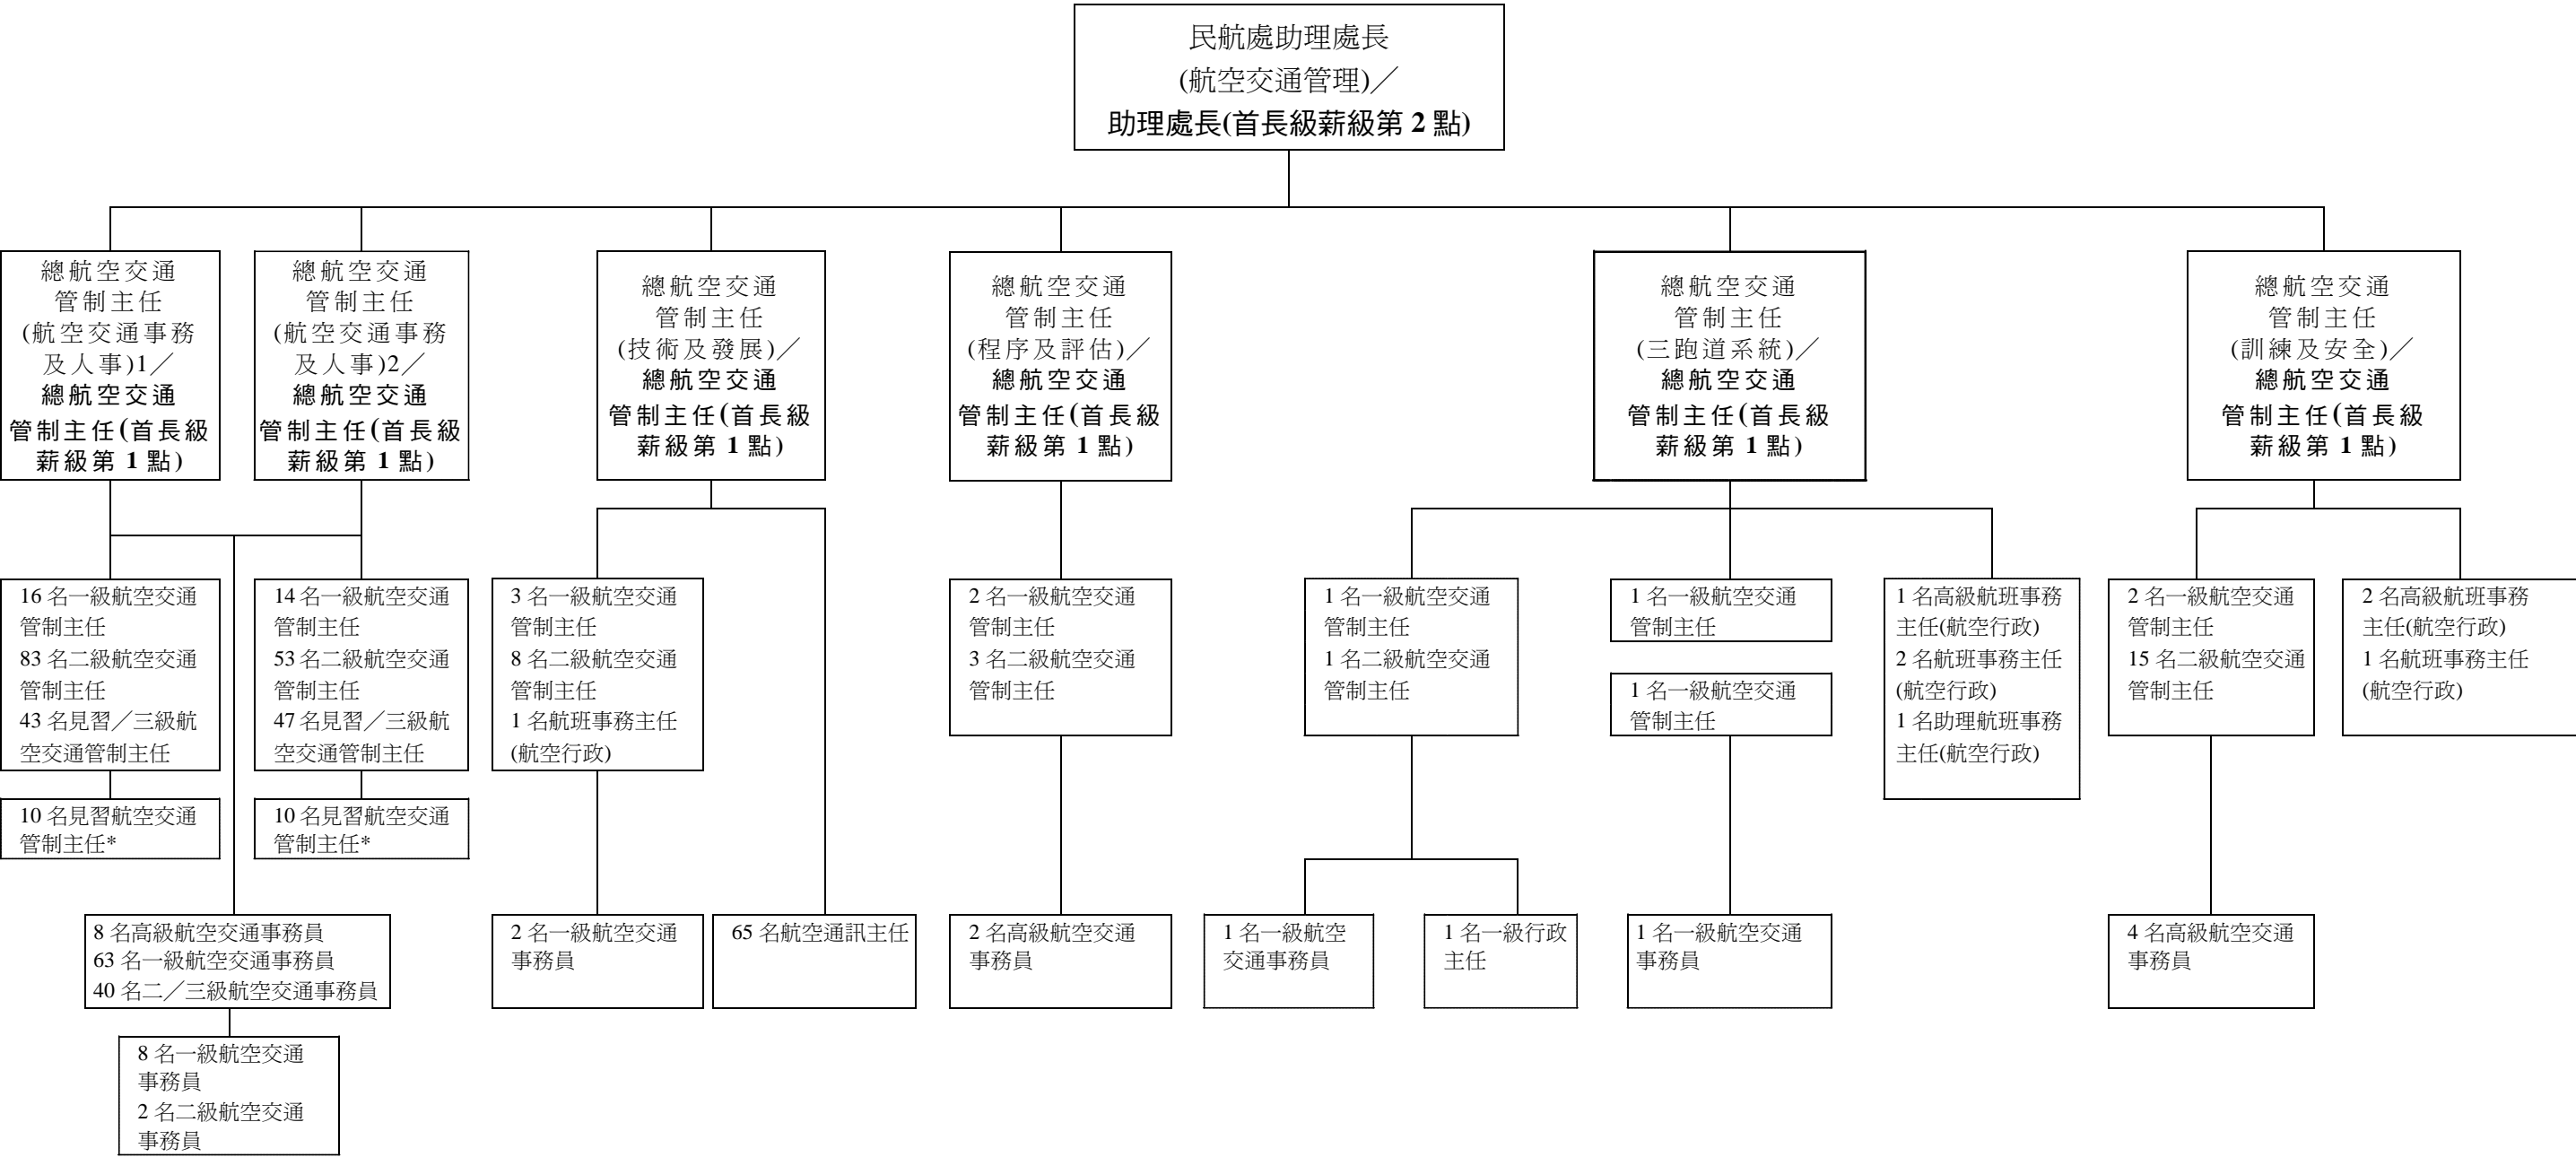 民航處助理處長
(航空交通管理)／
助理處長(首長級薪級第 2 點)
總航空交通
管制主任
(航空交通事務
及人事)1／
總航空交通
管制主任(首長級
薪級第 1 點)
總航空交通
管制主任
(航空交通事務
及人事)2／
總航空交通
管制主任(首長級
薪級第 1 點)
總航空交通
管制主任
(技術及發展)／
總航空交通
管制主任(首長級
薪級第 1 點)
總航空交通
管制主任
(程序及評估)／
總航空交通
管制主任(首長級
薪級第 1 點)
總航空交通
管制主任
(三跑道系統)／
總航空交通
管制主任(首長級
薪級第 1 點)
總航空交通
管制主任
(訓練及安全)／
總航空交通
管制主任(首長級
薪級第 1 點)
16 名一級航空交通
管制主任
83 名二級航空交通
管制主任
43 名見習／三級航
空交通管制主任
14 名一級航空交通
管制主任
53 名二級航空交通
管制主任
47 名見習／三級航
空交通管制主任
3 名一級航空交通
管制主任
8 名二級航空交通
管制主任
1 名航班事務主任
(航空行政)
2 名一級航空交通
管制主任
3 名二級航空交通
管制主任
1 名一級航空交通
管制主任
1 名二級航空交通
管制主任
1 名一級航空交通
管制主任
1 名一級航空交通
管制主任
1 名高級航班事務
主任(航空行政)
2 名航班事務主任
(航空行政)
1 名助理航班事務
主任(航空行政)
2 名一級航空交通
管制主任
15 名二級航空交通
管制主任
2 名高級航班事務
主任(航空行政)
1 名航班事務主任
(航空行政)
10 名見習航空交通
管制主任*
10 名見習航空交通
管制主任*
8 名高級航空交通事務員
63 名一級航空交通事務員
40 名二／三級航空交通事務員
2 名一級航空交通
事務員
65 名航空通訊主任
2 名高級航空交通
事務員
1 名一級航空
交通事務員
1 名一級行政
主任
1 名一級航空交通
事務員
4 名高級航空交通
事務員
8 名一級航空交通
事務員
2 名二級航空交通
事務員